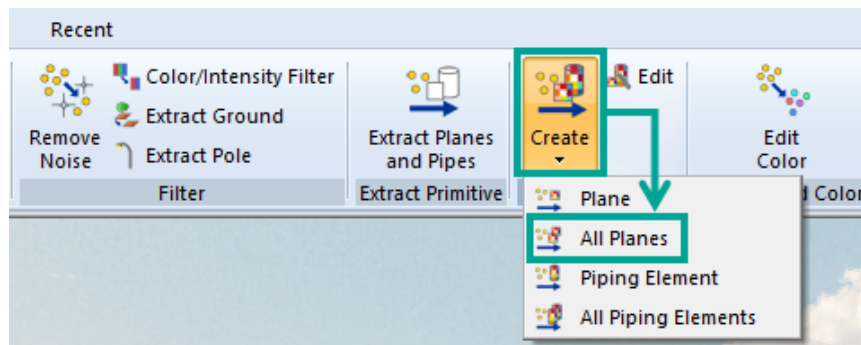 Recent
Remove
Noise
Color/Intensity Filter
Extract Ground
Extract Pole
Filter
Extract Planes
and Pipes
Extract Primitive
Create
Edit
Plane
All Planes
Piping Element
All Piping Elements
Edit
Color
Color